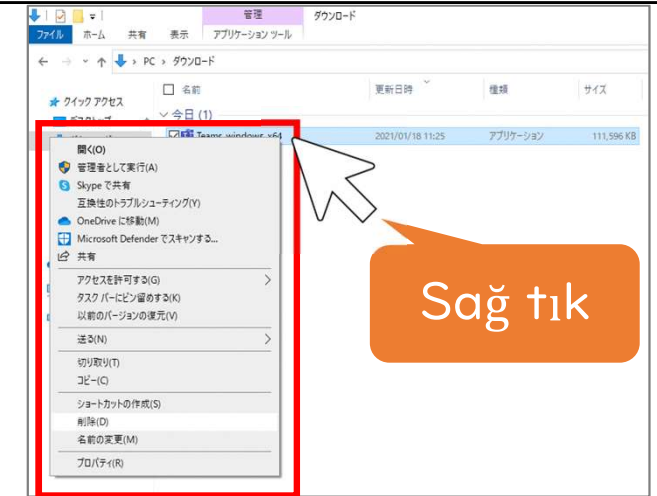 管理 ダウンロード
ファイル ホーム 共有 表示 アプリケーション ツール
PC › ダウンロード
名前 更新日時 種類 サイズ
クイック アクセス
今日 (1)
Teams_windows_x64 2021/01/18 11:25 アプリケーション 111,596 KB
開く(O)
管理者として実行(A)
Skype で共有
互換性のトラブルシューティング(Y)
OneDrive に移動(M)
Microsoft Defender でスキャンする...
共有
アクセスを許可する(G)
タスク バーにピン留めする(K)
以前のバージョンの復元(V)
送る(N)
切り取り(T)
コピー(C)
ショートカットの作成(S)
削除(D)
名前の変更(M)
プロパティ(R)
Sağ tık